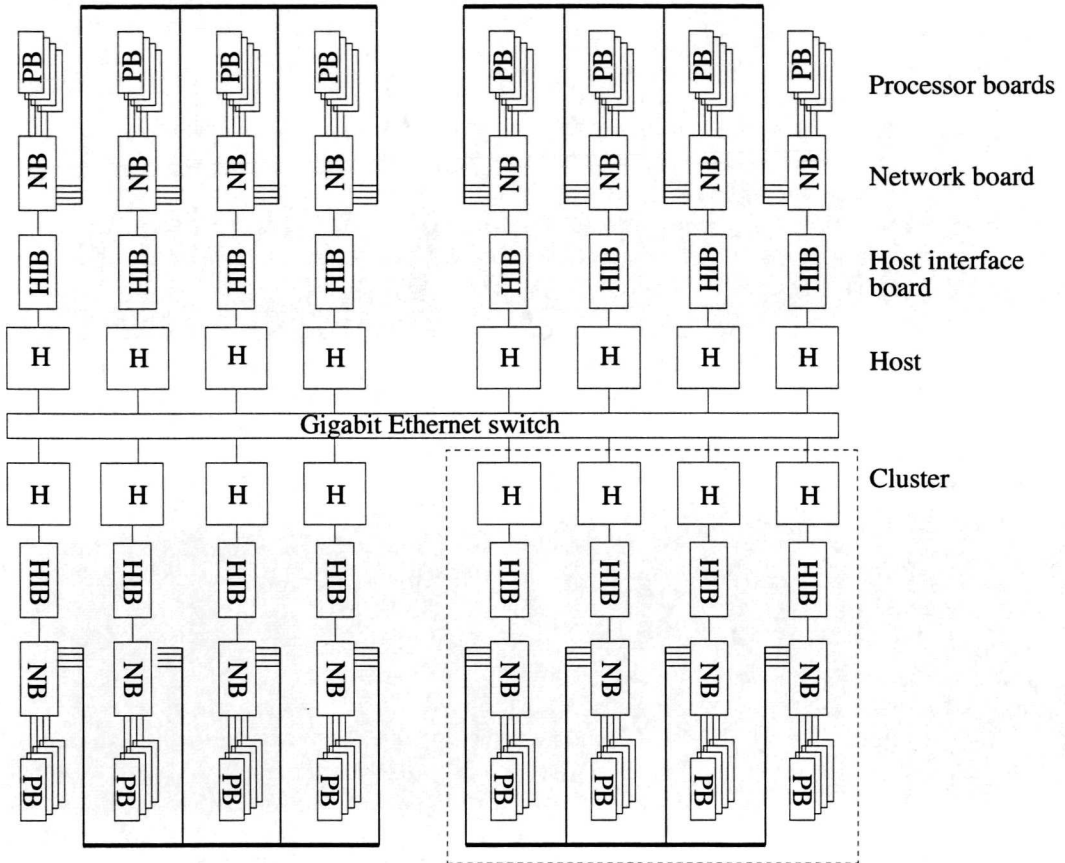 PB PB PB PB PB PB PB PB
Processor boards
NB NB NB NB NB NB NB NB
Network board
HIB HIB HIB HIB HIB HIB HIB HIB
Host interface
board
H H H H H H H H
Host
Gigabit Ethernet switch
H H H H H H H H
Cluster
HIB HIB HIB HIB HIB HIB HIB HIB
NB NB NB NB NB NB NB NB
PB PB PB PB PB PB PB PB